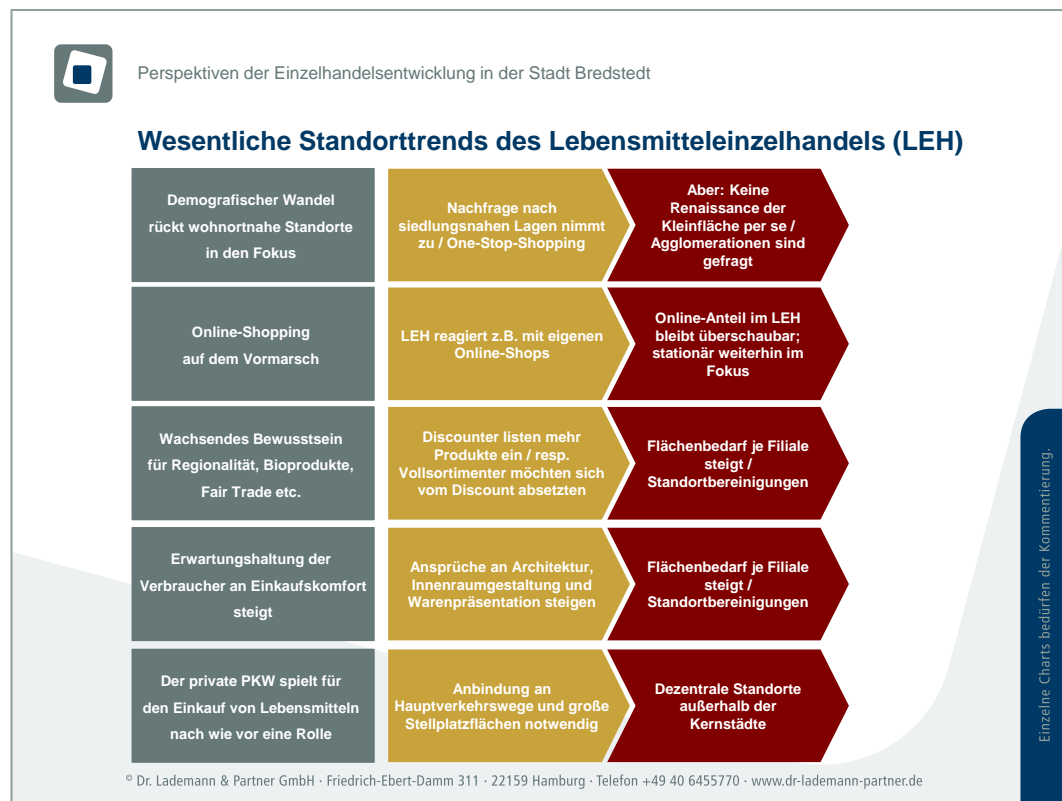 Perspektiven der Einzelhandelsentwicklung in der Stadt Bredstedt
Wesentliche Standorttrends des Lebensmitteleinzelhandels (LEH)
Demografischer Wandel
rückt wohnortnahe Standorte
in den Fokus
Nachfrage nach
siedlungsnahen Lagen nimmt
zu / One-Stop-Shopping
Aber: Keine
Renaissance der
Kleinfläche per se /
Agglomerationen sind
gefragt
Online-Shopping
auf dem Vormarsch
LEH reagiert z.B. mit eigenen
Online-Shops
Online-Anteil im LEH
bleibt überschaubar;
stationär weiterhin im
Fokus
Wachsendes Bewusstsein
für Regionalität, Bioprodukte,
Fair Trade etc.
Discounter listen mehr
Produkte ein / resp.
Vollsortimenter möchten sich
vom Discount absetzten
Flächenbedarf je Filiale
steigt /
Standortbereinigungen
Erwartungshaltung der
Verbraucher an Einkaufskomfort
steigt
Ansprüche an Architektur,
Innenraumgestaltung und
Warenpräsentation steigen
Flächenbedarf je Filiale
steigt /
Standortbereinigungen
Der private PKW spielt für
den Einkauf von Lebensmitteln
nach wie vor eine Rolle
Anbindung an
Hauptverkehrswege und große
Stellplatzflächen notwendig
Dezentrale Standorte
außerhalb der
Kernstädte
Einzelne Charts bedürfen der Kommentierung.
© Dr. Lademann & Partner GmbH · Friedrich-Ebert-Damm 311 · 22159 Hamburg · Telefon +49 40 6455770 · www.dr-lademann-partner.de